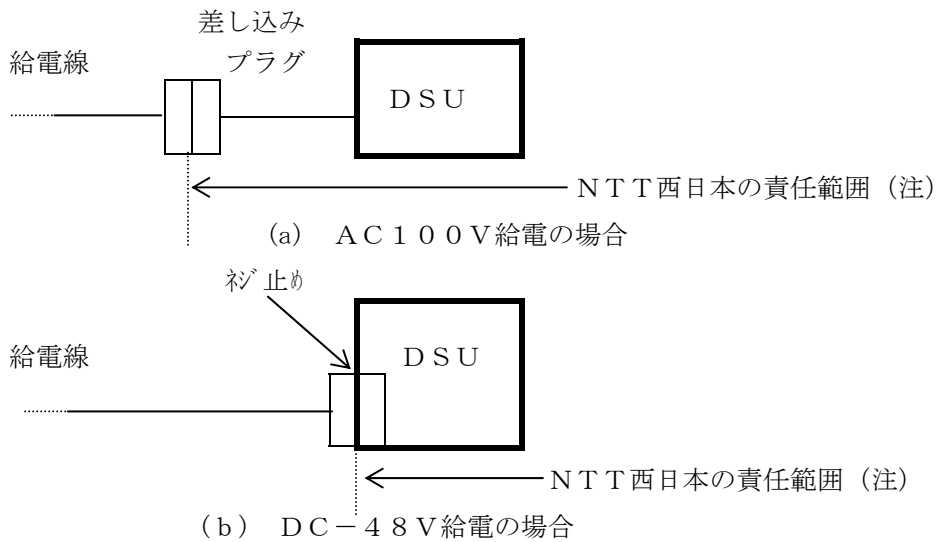 差し込み
給電線 プラグ
ＤＳＵ
ＮＴＴ西日本の責任範囲（注）
(a) ＡＣ１００Ｖ給電の場合
ﾈｼﾞ止め
給電線 ＤＳＵ
ＮＴＴ西日本の責任範囲（注）
（ｂ） ＤＣ－４８Ｖ給電の場合